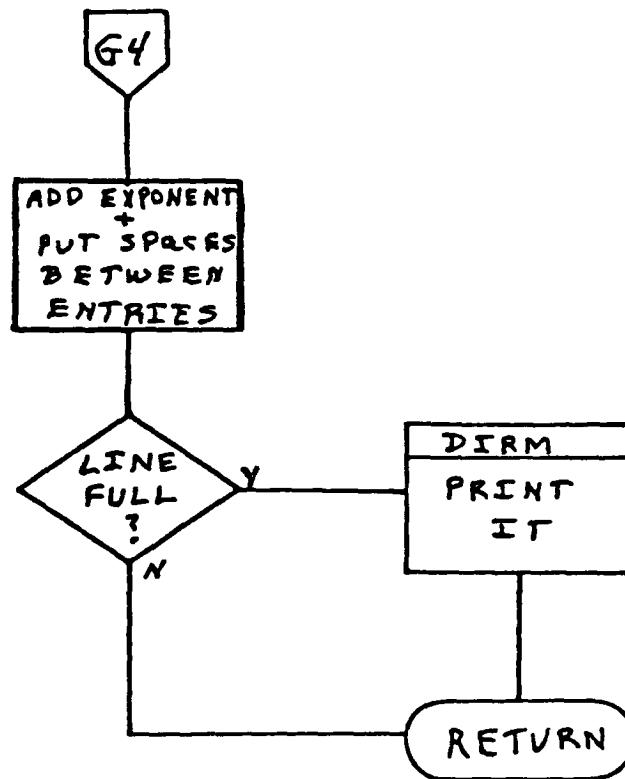 G4
ADD EXPONENT
+
PUT SPACES
BETWEEN
ENTRIES
LINE
FULL
?
Y
N
DIRM
PRINT
IT
RETURN